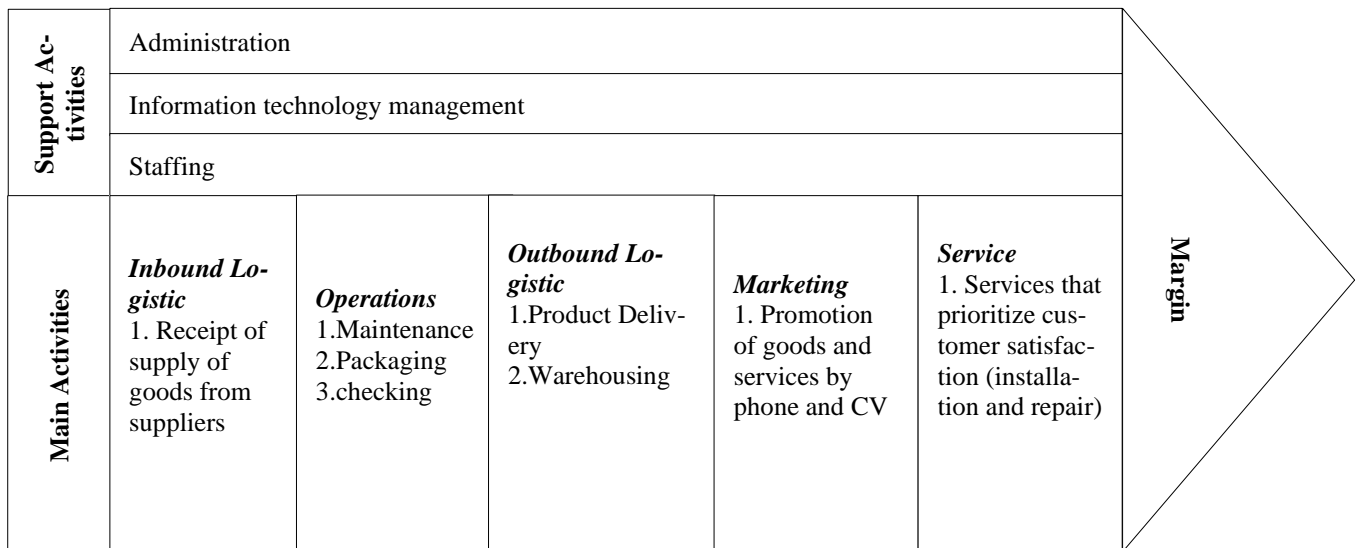 Support Ac-
tivities
Administration
Information technology management
Staffing
Main Activities
Inbound Lo-
gistic
1. Receipt of
supply of
goods from
suppliers
Operations
1.Maintenance
2.Packaging
3.checking
Outbound Lo-
gistic
1.Product Deliv-
ery
2.Warehousing
Marketing
1. Promotion
of goods and
services by
phone and CV
Service
1. Services that
prioritize cus-
tomer satisfac-
tion (installa-
tion and repair)
Margin